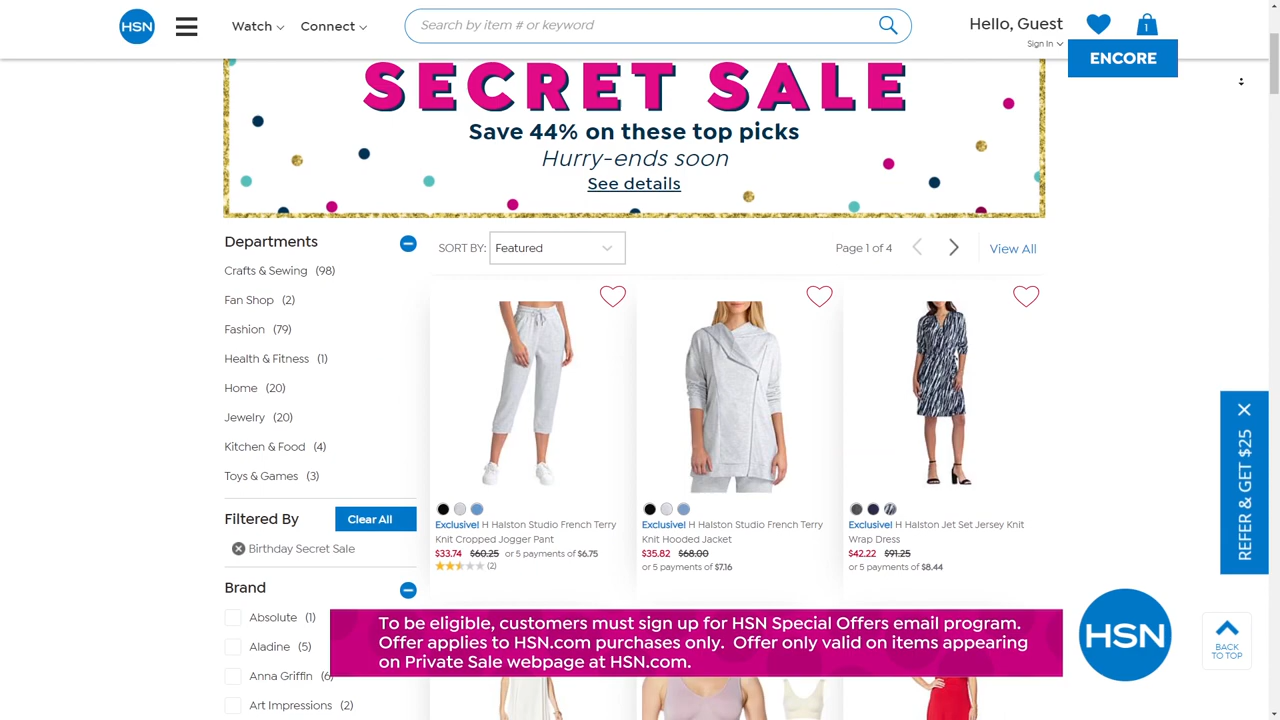 HSN
Watch
Connect
Search by item # or keyword
Hello, Guest
Sign In
1
ENCORE
SECRET SALE
Save 44% on these top picks
Hurry-ends soon
See details
Departments
Crafts & Sewing (98)
Fan Shop (2)
Fashion (79)
Health & Fitness (1)
Home (20)
Jewelry (20)
Kitchen & Food (4)
Toys & Games (3)
Filtered By
Clear All
Birthday Secret Sale
Brand
Absolute (1)
Aladine (5)
Anna Griffin (6)
Art Impressions (2)
SORT BY: Featured
Page 1 of 4
View All
Exclusive! H Halston Studio French Terry
Knit Cropped Jogger Pant
$33.74 $60.25 or 5 payments of $6.75
(2)
Exclusive! H Halston Studio French Terry
Knit Hooded Jacket
$35.82 $68.00
or 5 payments of $7.16
Exclusive! H Halston Jet Set Jersey Knit
Wrap Dress
$42.22 $91.25
or 5 payments of $8.44
REFER & GET $25
To be eligible, customers must sign up for HSN Special Offers email program.
Offer applies to HSN.com purchases only. Offer only valid on items appearing
on Private Sale webpage at HSN.com.
HSN
BACK
TO TOP